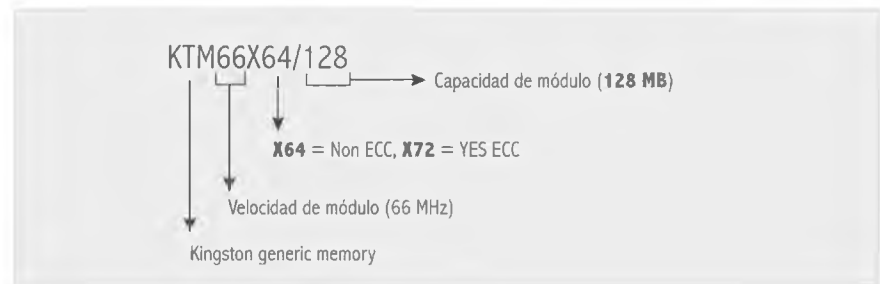 KTM66X64/128
Capacidad de módulo (128 MB)
X64 = Non ECC, X72 = YES ECC
Velocidad de módulo (66 MHz)
Kingston generic memory